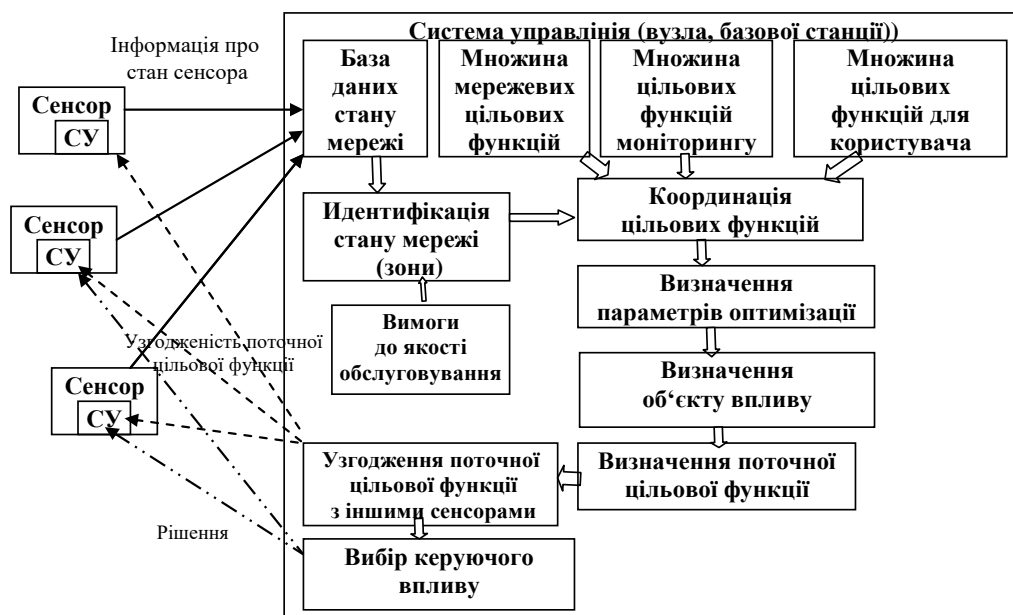 Система управлінія (вузла, базової станції))
Інформація про
стан сенсора
База
даних
стану
мережі
Множина
мережевих
цільових
функцій
Множина
цільових
функцій
моніторингу
Множина
цільових
функцій для
користувача
Сенсор
СУ
Идентифікація
стану мережі
(зони)
Координація
цільових функцій
Сенсор
СУ
Визначення
параметрів оптимізації
Вимоги
до якості
обслуговування
Узгодженість поточної
цільової функції
Сенсор
СУ
Визначення
об‘єкту впливу
Узгодження поточної
цільової функції
з іншими сенсорами
Визначення поточної
цільової функції
Рішення
Вибір керуючого
впливу